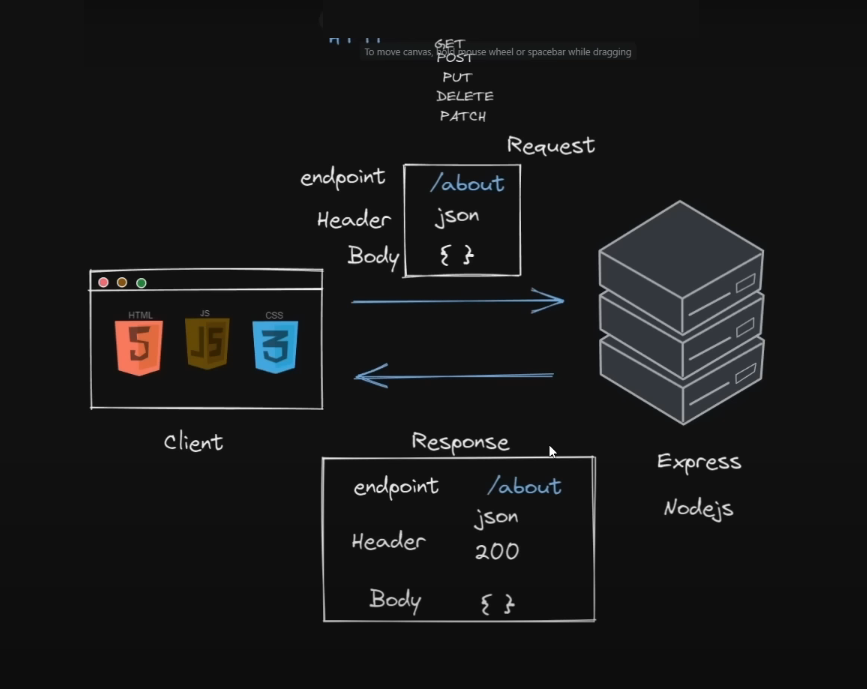 GET
To move canvas, hold mouse wheel or spacebar while dragging
POST
PUT
DELETE
PATCH
Request
endpoint /about
Header json
Body { }
HTML JS CSS
5 JS 3
Client
Response
endpoint /about
json
Header 200
Body { }
Express
Nodejs